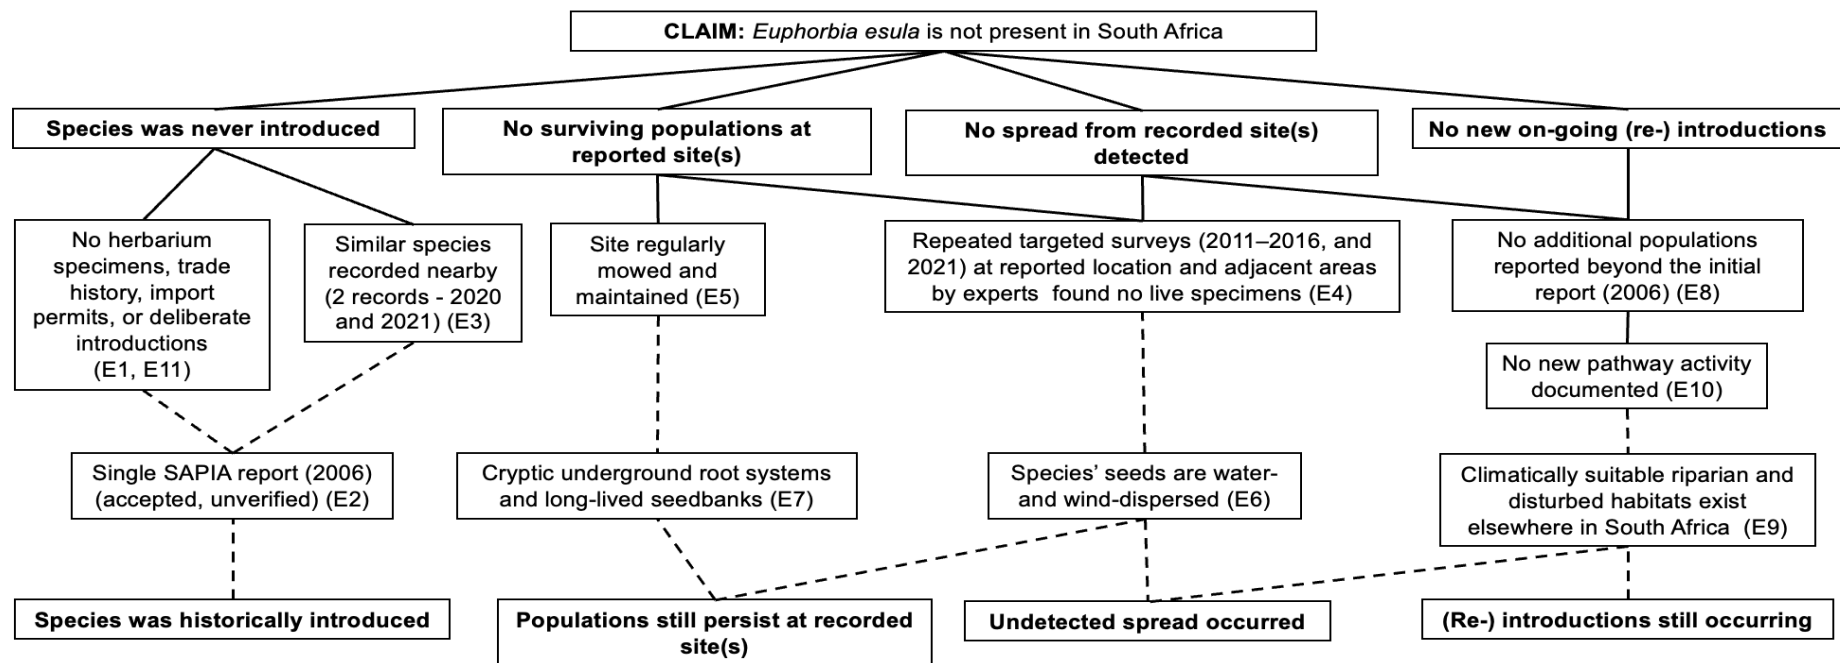 CLAIM: Euphorbia esula is not present in South Africa
Species was never introduced
No surviving populations at
reported site(s)
No spread from recorded site(s)
detected
No new on-going (re-) introductions
No herbarium
specimens, trade
history, import
permits, or deliberate
introductions
(E1, E11)
Similar species
recorded nearby
(2 records - 2020
and 2021) (E3)
Site regularly
mowed and
maintained (E5)
Repeated targeted surveys (2011–2016, and
2021) at reported location and adjacent areas
by experts found no live specimens (E4)
No additional populations
reported beyond the initial
report (2006) (E8)
No new pathway activity
documented (E10)
Single SAPIA report (2006)
(accepted, unverified) (E2)
Cryptic underground root systems
and long-lived seedbanks (E7)
Species’ seeds are water-
and wind-dispersed (E6)
Climatically suitable riparian and
disturbed habitats exist
elsewhere in South Africa (E9)
Species was historically introduced
Populations still persist at recorded
site(s)
Undetected spread occurred
(Re-) introductions still occurring